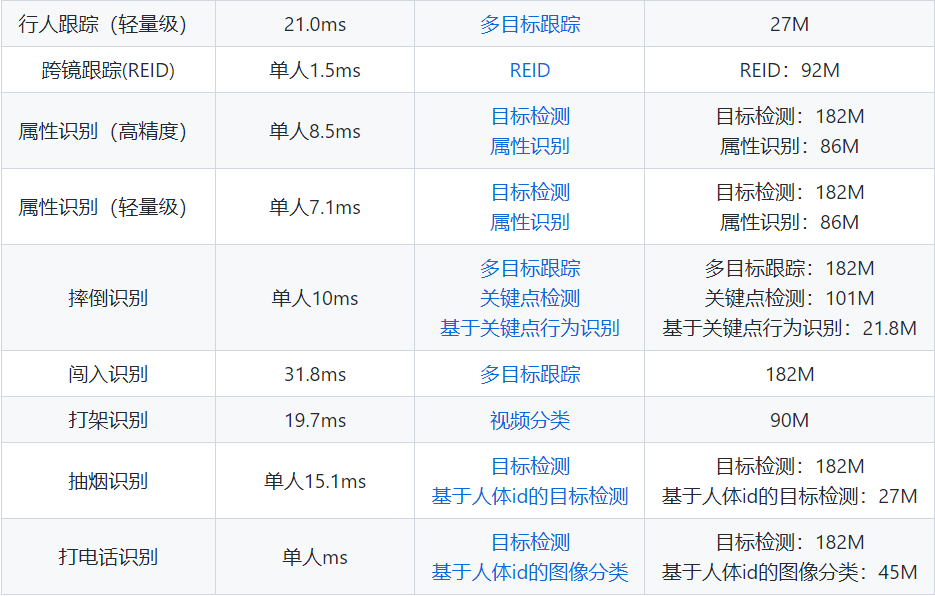 行人跟踪（轻量级） 21.0ms 多目标跟踪 27M
跨镜跟踪(REID) 单人1.5ms REID REID：92M
属性识别（高精度） 单人8.5ms 目标检测 目标检测：182M
属性识别 属性识别：86M
属性识别（轻量级） 单人7.1ms 目标检测 目标检测：182M
属性识别 属性识别：86M
多目标跟踪 多目标跟踪：182M
摔倒识别 单人10ms 关键点检测 关键点检测：101M
基于关键点行为识别 基于关键点行为识别：21.8M
闯入识别 31.8ms 多目标跟踪 182M
打架识别 19.7ms 视频分类 90M
抽烟识别 单人15.1ms 目标检测 目标检测：182M
基于人体id的目标检测 基于人体id的目标检测：27M
打电话识别 单人ms 目标检测 目标检测：182M
基于人体id的图像分类 基于人体id的图像分类：45M